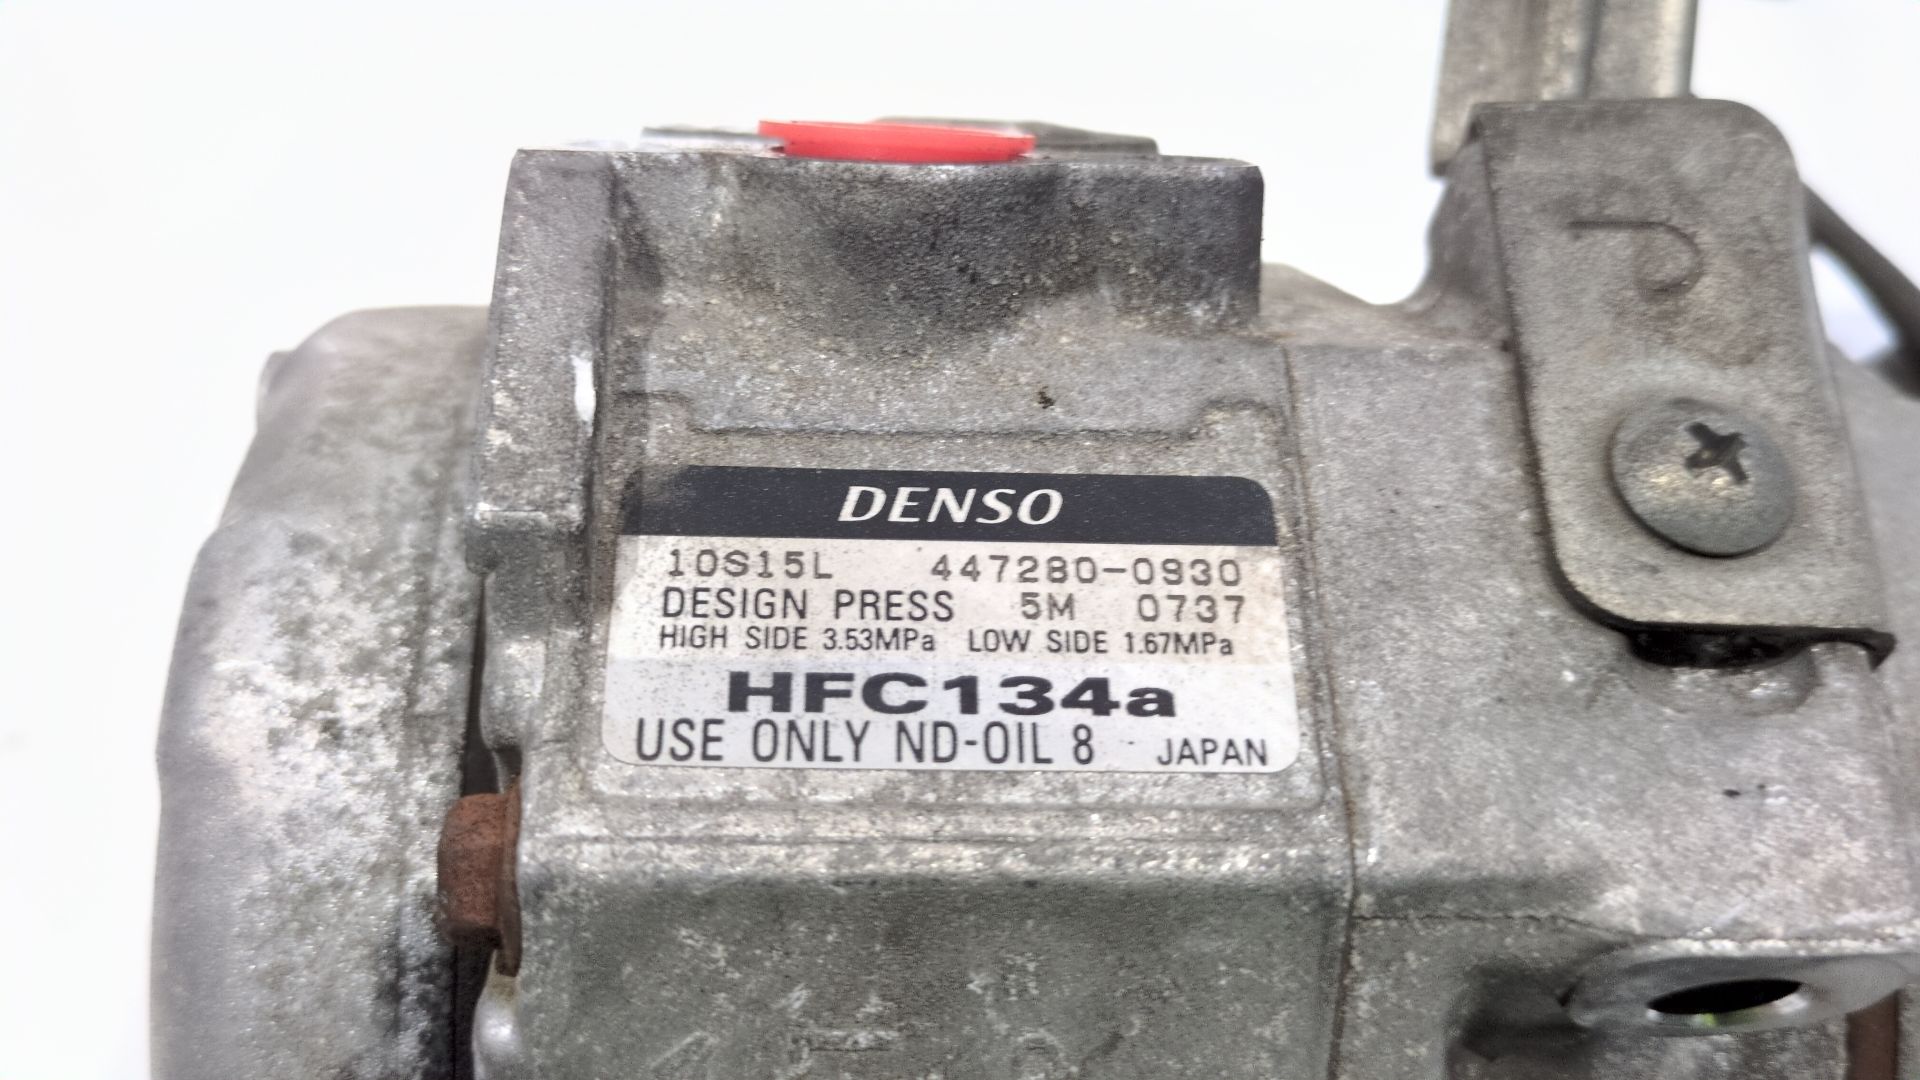 DENSO
10S15L 447280-0930
DESIGN PRESS 5M 0737
HIGH SIDE 3.53MPa LOW SIDE 1.67MPa
HFC134a
USE ONLY ND-OIL 8 JAPAN